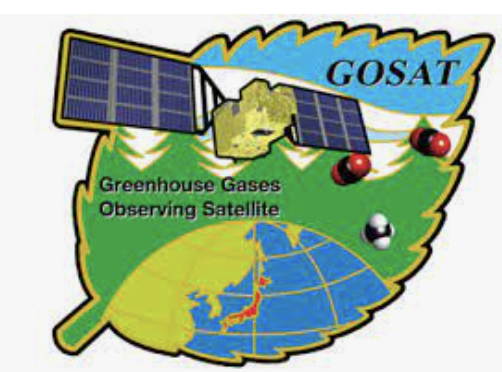 GOSAT
Greenhouse Gases
Observing Satellite